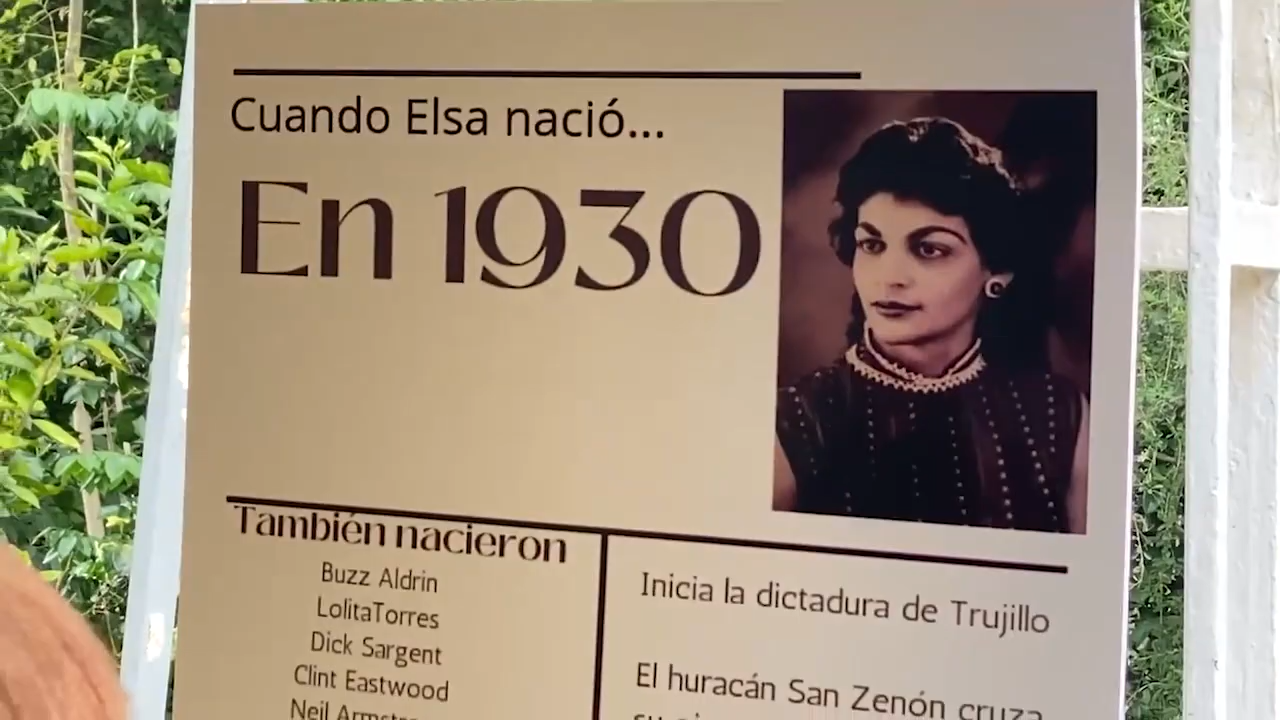 Cuando Elsa nació...
En 1930
También nacieron
Buzz Aldrin
LolitaTorres
Dick Sargent
Clint Eastwood
Neil
Inicia la dictadura de Trujillo
El huracán San Zenón cruza